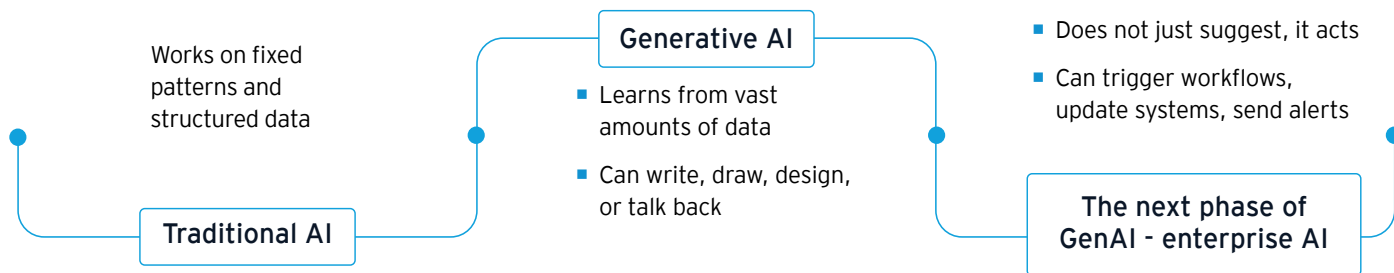 Works on fixed
patterns and
structured data
Traditional AI
Generative AI
▪ Learns from vast
amounts of data
▪ Can write, draw, design,
or talk back
▪ Does not just suggest, it acts
▪ Can trigger workflows,
update systems, send alerts
The next phase of
GenAI - enterprise AI